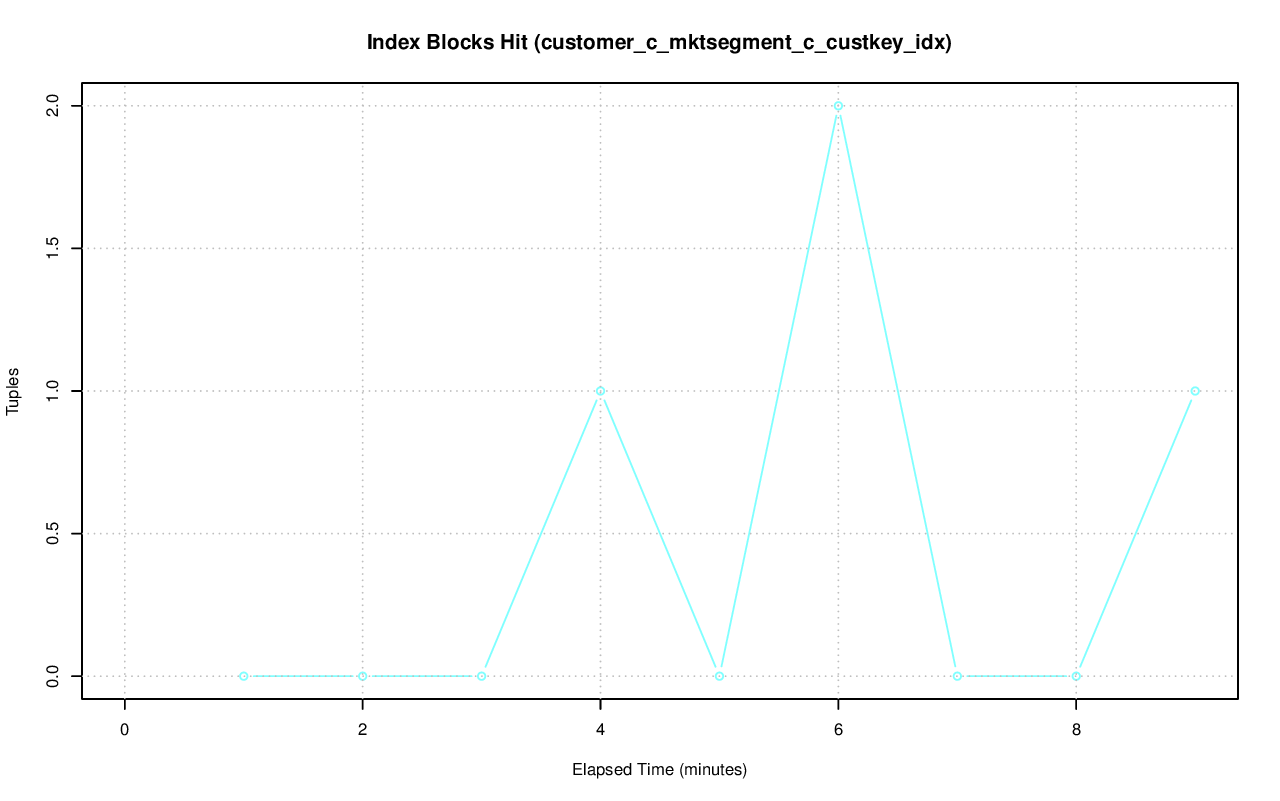 Index Blocks Hit (customer_c_mktsegment_c_custkey_idx)
Tuples
2.0
1.5
1.0
0.5
0.0
0 2 4 6 8
Elapsed Time (minutes)